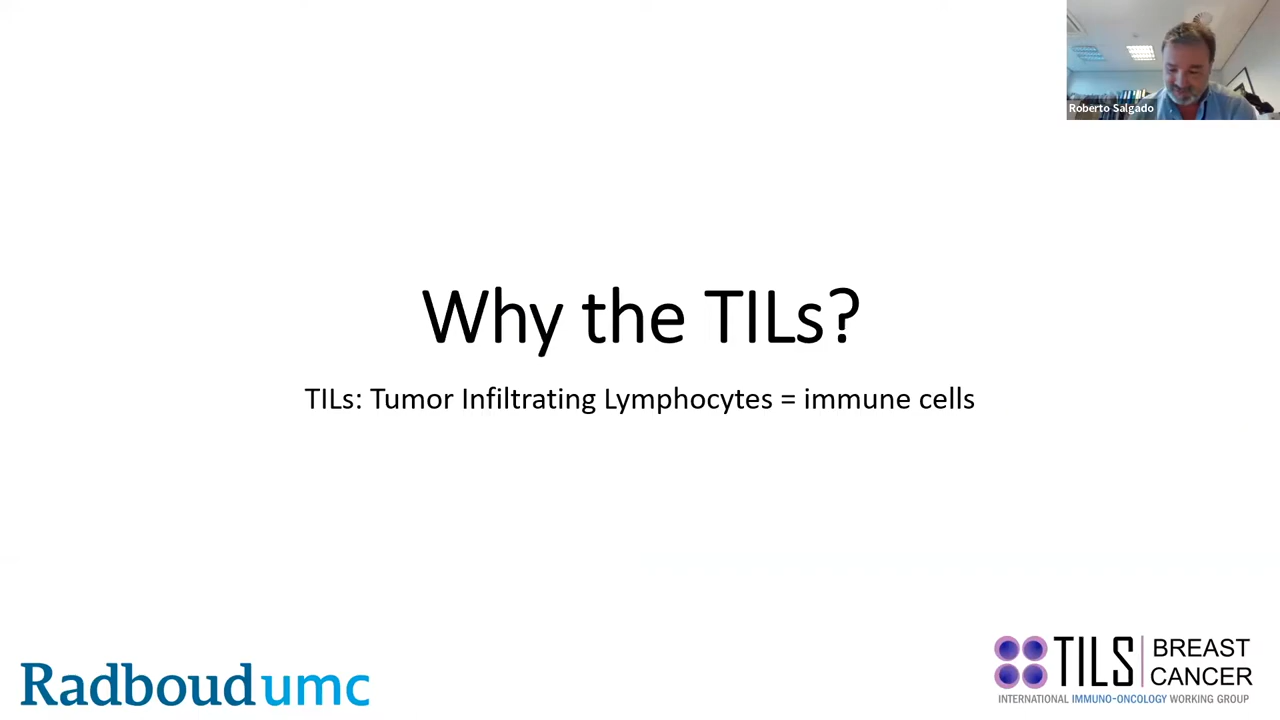 Roberto Salgado
Why the TILs?
TILs: Tumor Infiltrating Lymphocytes = immune cells
Radboudumc
TILS BREAST
CANCER
INTERNATIONAL IMMUNO-ONCOLOGY WORKING GROUP